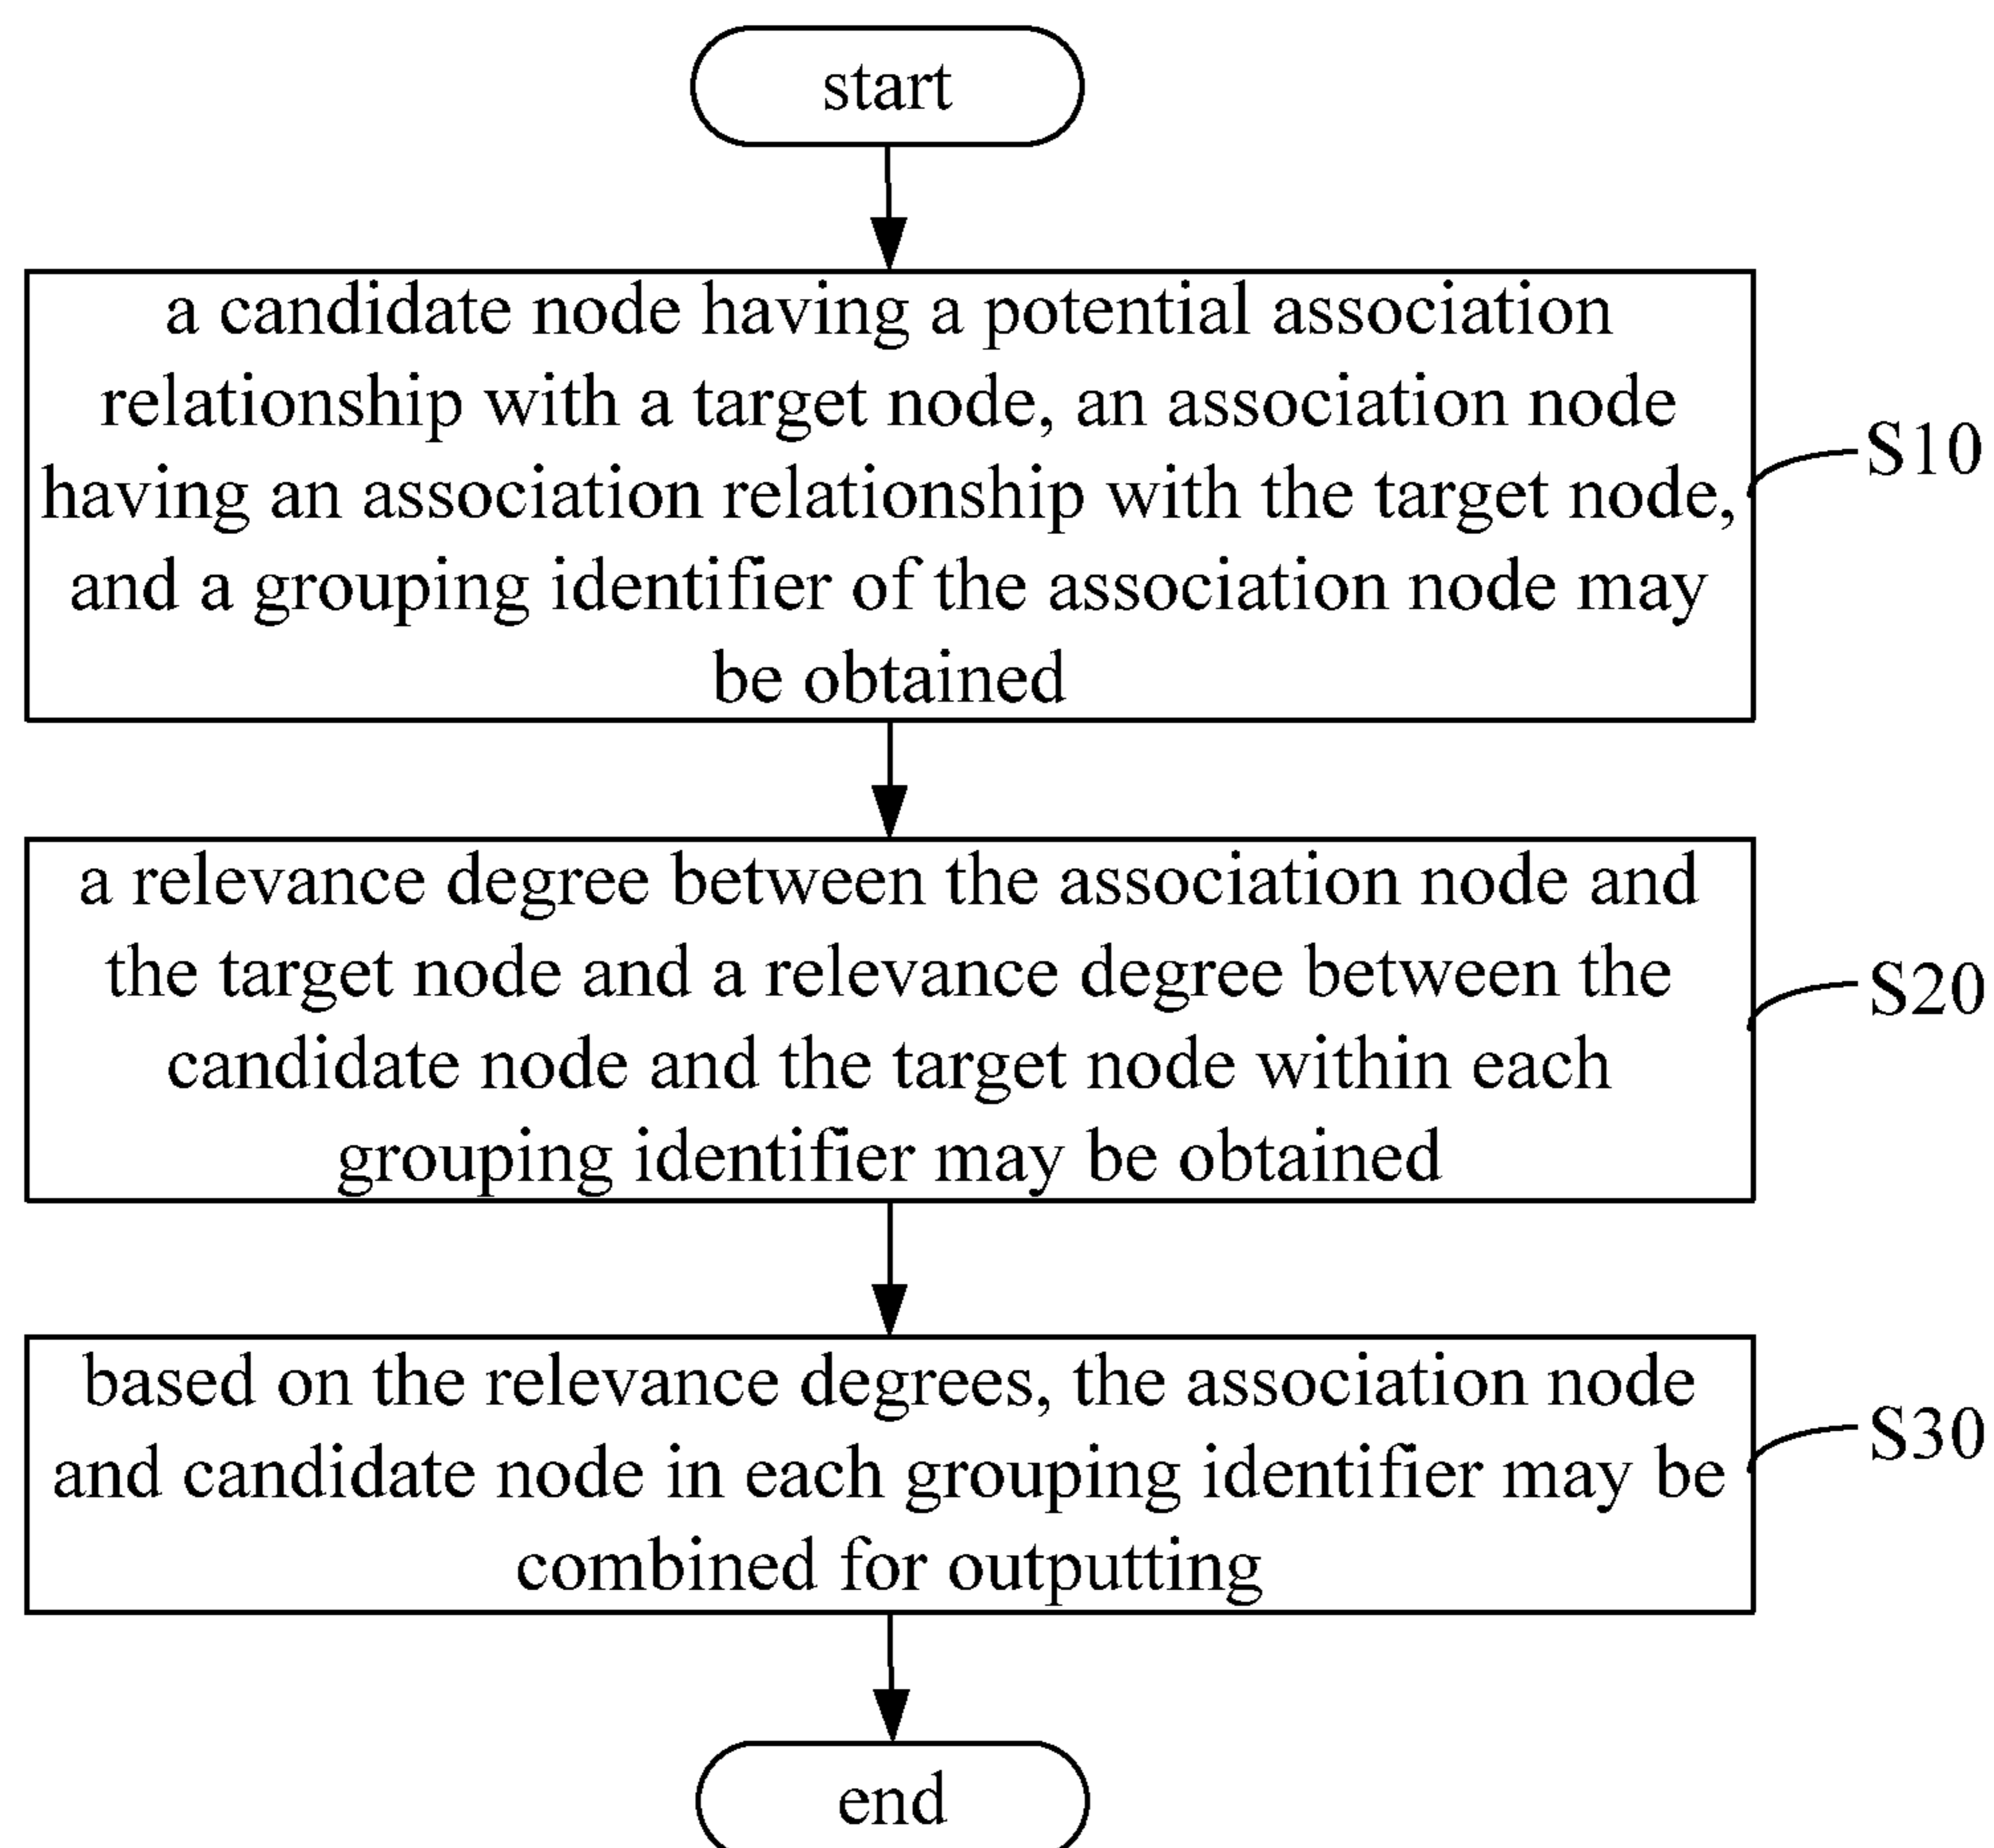 start
a candidate node having a potential association
relationship with a target node, an association node
having an association relationship with the target node,
and a grouping identifier of the association node may
be obtained
S10
a relevance degree between the association node and
the target node and a relevance degree between the
candidate node and the target node within each
grouping identifier may be obtained
S20
based on the relevance degrees, the association node
and candidate node in each grouping identifier may be
combined for outputting
S30
end